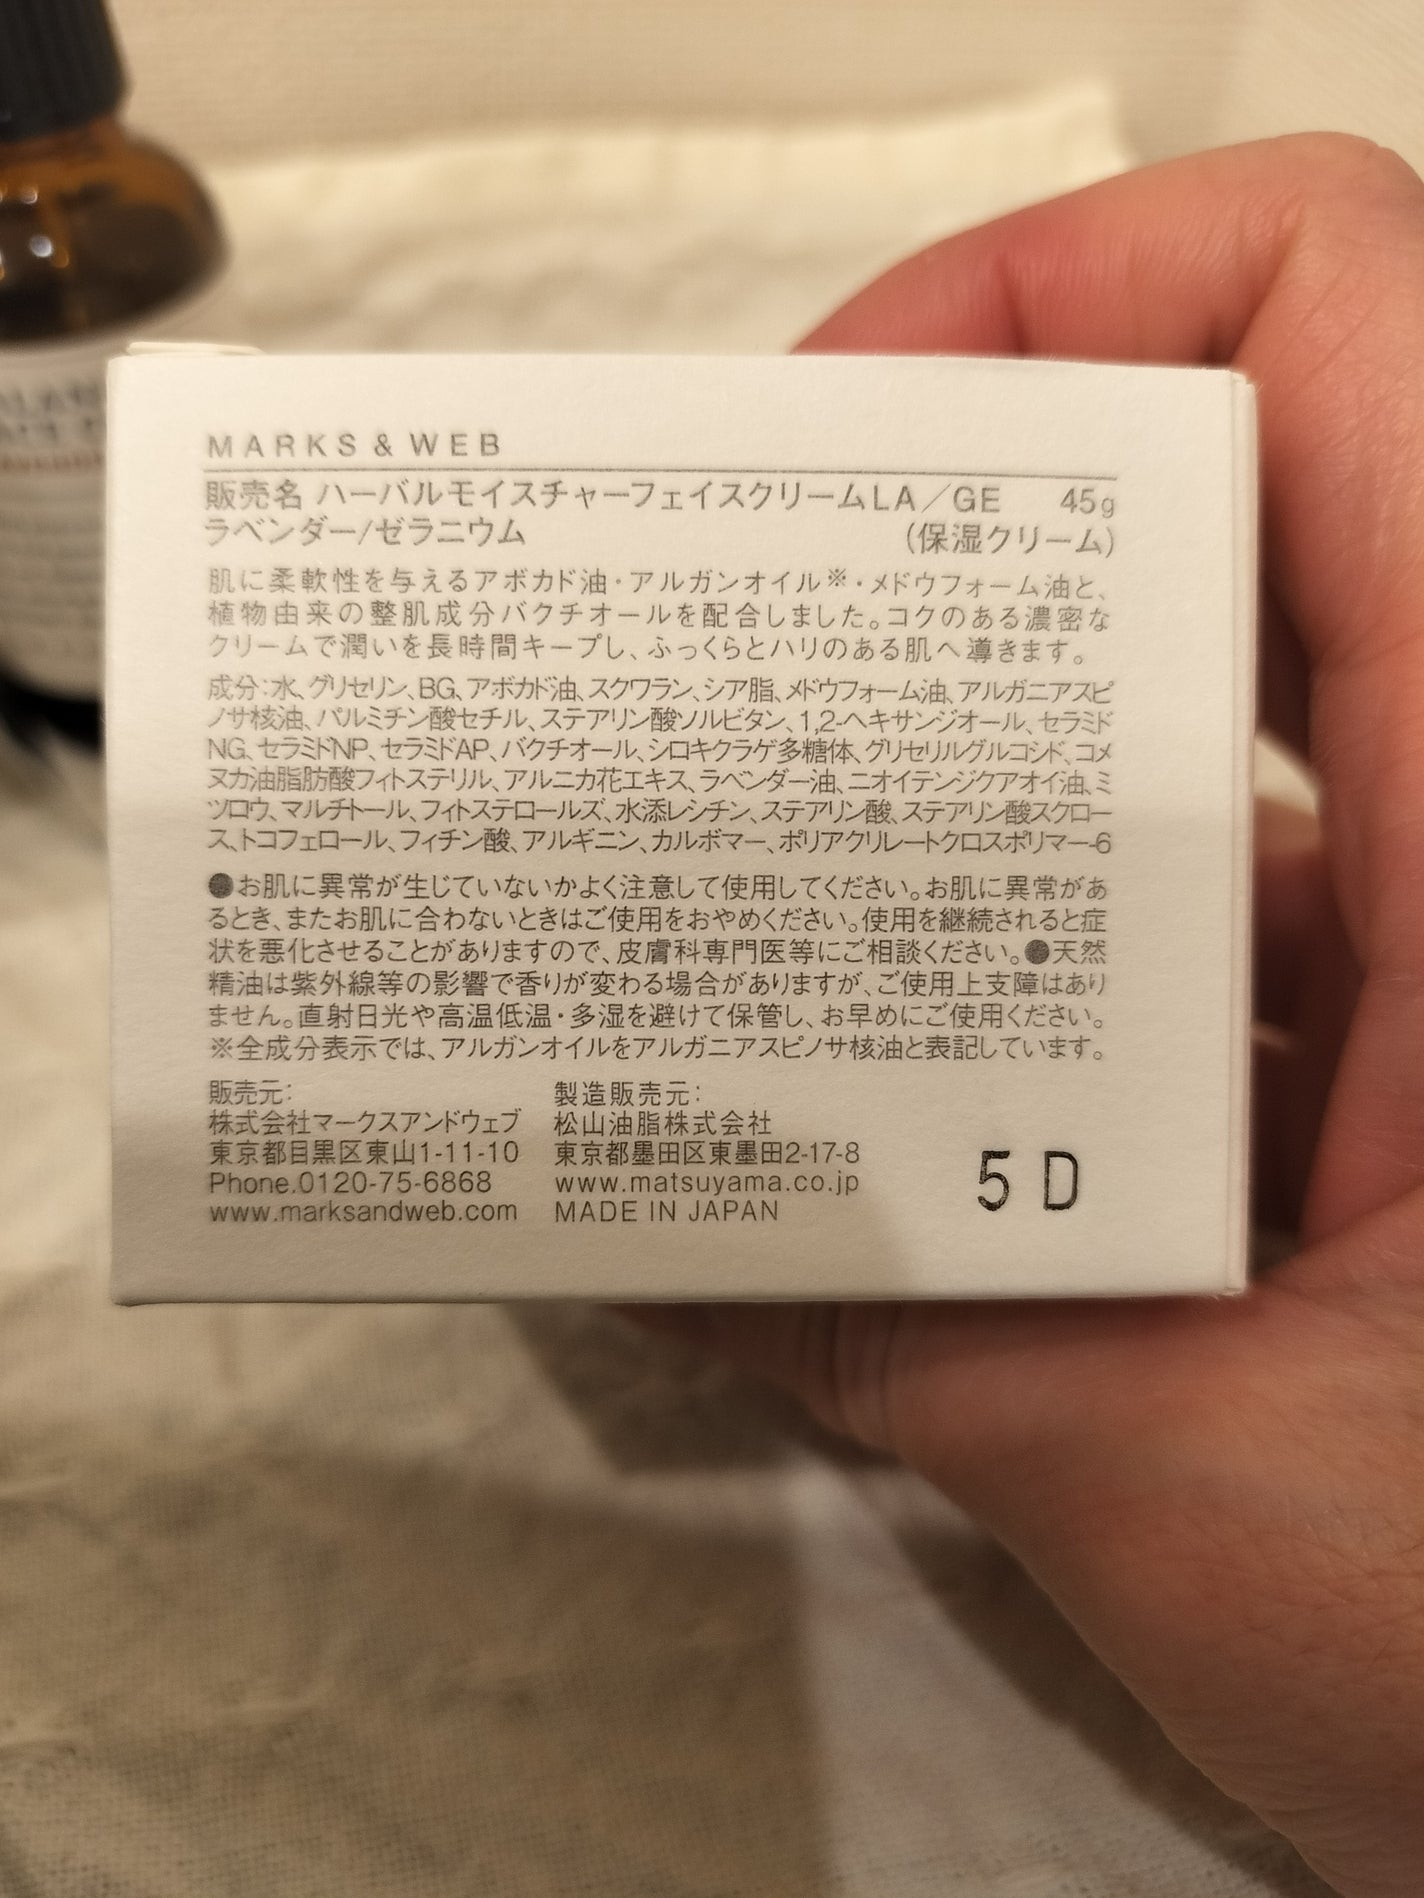 MARKS & WEB
販売名 ハーバルモイスチャーフェイスクリームLA／GE 45g
ラベンダー/ゼラニウム (保湿クリーム)
肌に柔軟性を与えるアボカド油・アルガンオイル※・メドウフォーム油と、
植物由来の整肌成分バクチオールを配合しました。コクのある濃密な
クリームで潤いを長時間キープし、ふっくらとハリのある肌へ導きます。
成分：水、グリセリン、BG、アボカド油、スクワラン、シア脂、メドウフォーム油、アルガニアスピ
ノサ核油、パルミチン酸セチル、ステアリン酸ソルビタン、1,2-ヘキサンジオール、セラミド
NG、セラミドNP、セラミドAP、バクチオール、シロキクラゲ多糖体、グリセリルグルコシド、コメ
ヌカ油脂肪酸フィトステリル、アルニカ花エキス、ラベンダー油、ニオイテンジクアオイ油、ミ
ツロウ、マルチトール、フィトステロールズ、水添レシチン、ステアリン酸、ステアリン酸スクロー
ス、トコフェロール、フィチン酸、アルギニン、カルボマー、ポリアクリレートクロスポリマー-6
●お肌に異常が生じていないかよく注意して使用してください。お肌に異常があ
るとき、またお肌に合わないときはご使用をおやめください。使用を継続されると症
状を悪化させることがありますので、皮膚科専門医等にご相談ください。●天然
精油は紫外線等の影響で香りが変わる場合がありますが、ご使用上支障はあり
ません。直射日光や高温低温・多湿を避けて保管し、お早めにご使用ください。
※全成分表示では、アルガンオイルをアルガニアスピノサ核油と表記しています。
販売元：
株式会社マークスアンドウェブ
東京都目黒区東山1-11-10
Phone.0120-75-6868
www.marksandweb.com
製造販売元：
松山油脂株式会社
東京都墨田区東墨田2-17-8
www.matsuyama.co.jp
MADE IN JAPAN
5D